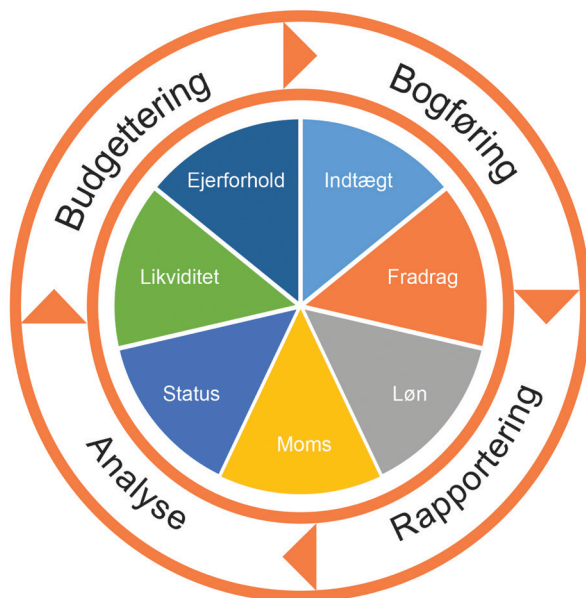 Budgettering
Bogføring
Rapportering
Analyse
Ejerforhold
Indtægt
Fradrag
Løn
Moms
Status
Likviditet